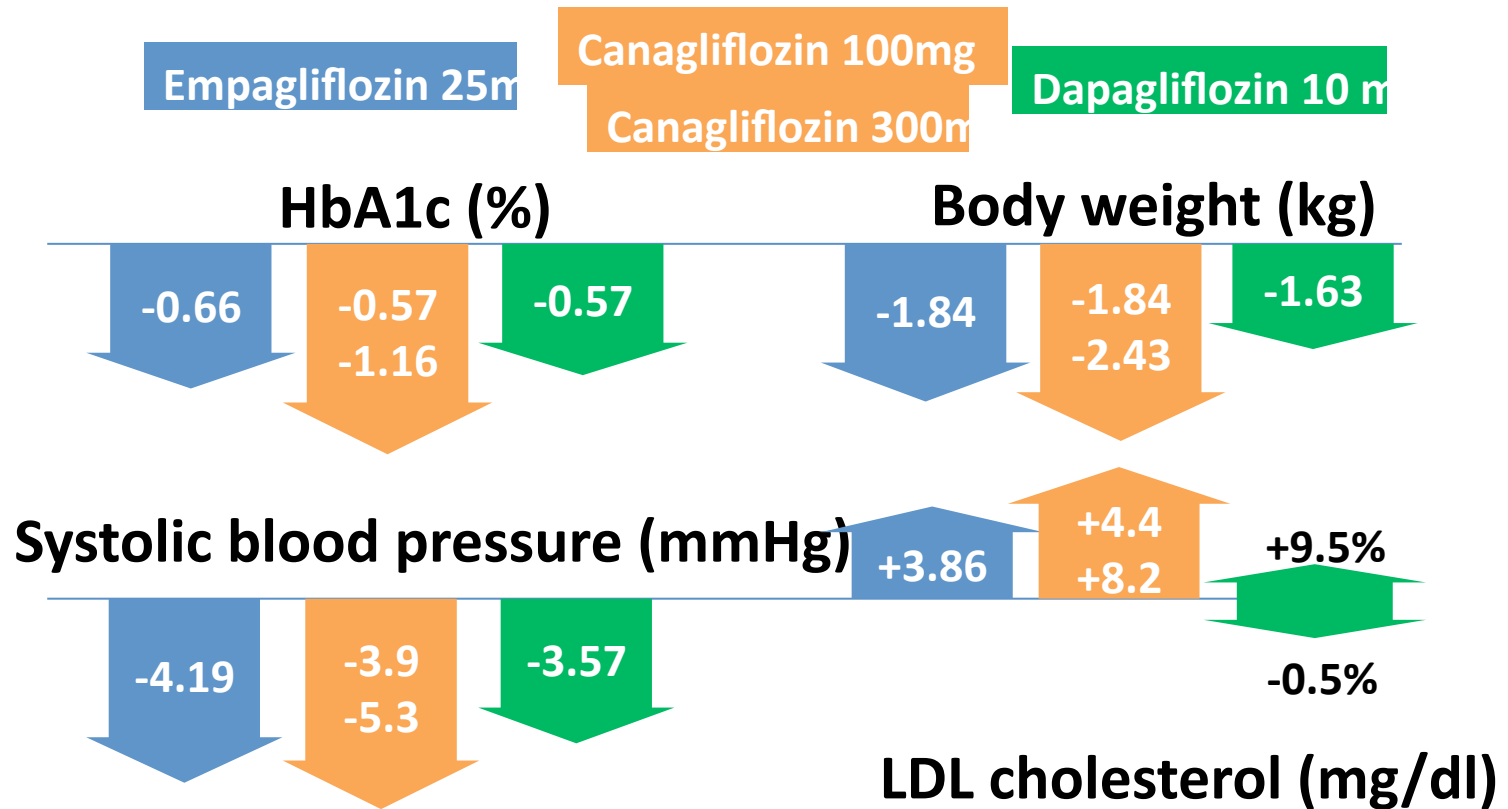 Empagliflozin 25m
Canagliflozin 100mg
Canagliflozin 300m
Dapagliflozin 10 m
HbA1c (%)
-0.66
-0.57
-1.16
-0.57
Body weight (kg)
-1.84
-1.84
-2.43
-1.63
Systolic blood pressure (mmHg)
-4.19
-3.9
-5.3
-3.57
+3.86
+4.4
+8.2
+9.5%
-0.5%
LDL cholesterol (mg/dl)